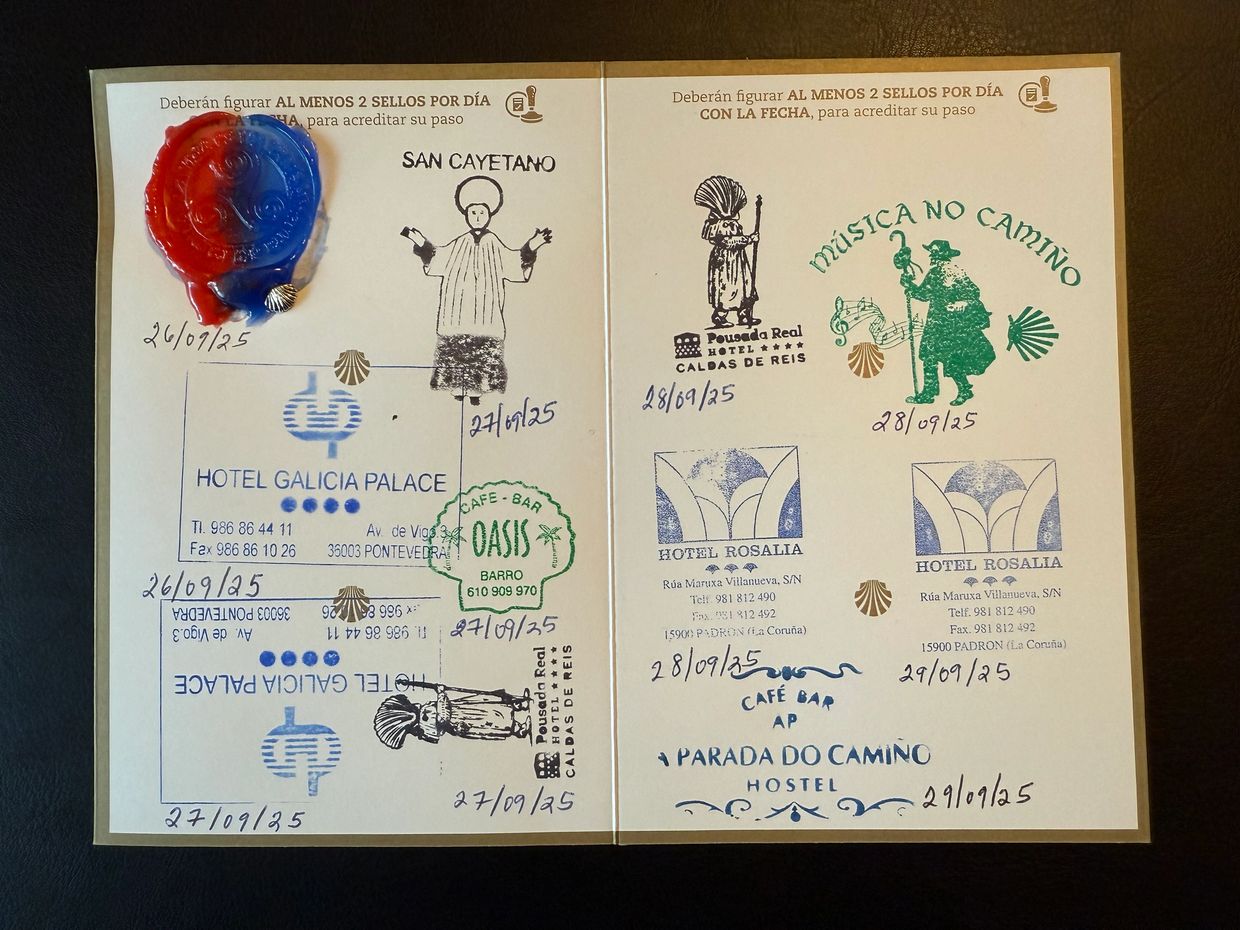 Deberán figurar AL MENOS 2 SELLOS POR DÍA
LA FECHA, para acreditar su paso
SAN CAYETANO
26/09/25
27/09/25
HOTEL GALICIA PALACE
Tl. 986 86 44 11
Av. de Vigo,3
Fax 986 86 10 26
36003 PONTEVEDRA
26/09/25
CAFE - BAR
OASIS
BARRO
610 909 970
27/09/25
HOTEL GALICIA PALACE
Tl. 986 86 44 11
Av. de Vigo,3
36003 PONTEVEDRA
27/09/25
Pousada Real
HOTEL ★★★★
CALDAS DE REIS
27/09/25
Deberán figurar AL MENOS 2 SELLOS POR DÍA
CON LA FECHA, para acreditar su paso
Pousada Real
HOTEL ★★★★
CALDAS DE REIS
28/09/25
MÚSICA NO CAMIÑO
28/09/25
HOTEL ROSALIA
Rúa Maruxa Villanueva, S/N
Telf. 981 812 490
Fax. 981 812 492
15900 PADRON (La Coruña)
28/09/25
HOTEL ROSALIA
Rúa Maruxa Villanueva, S/N
Telf. 981 812 490
Fax. 981 812 492
15900 PADRON (La Coruña)
29/09/25
CAFÉ BAR
AP
PARADA DO CAMIÑO
HOSTEL
29/09/25